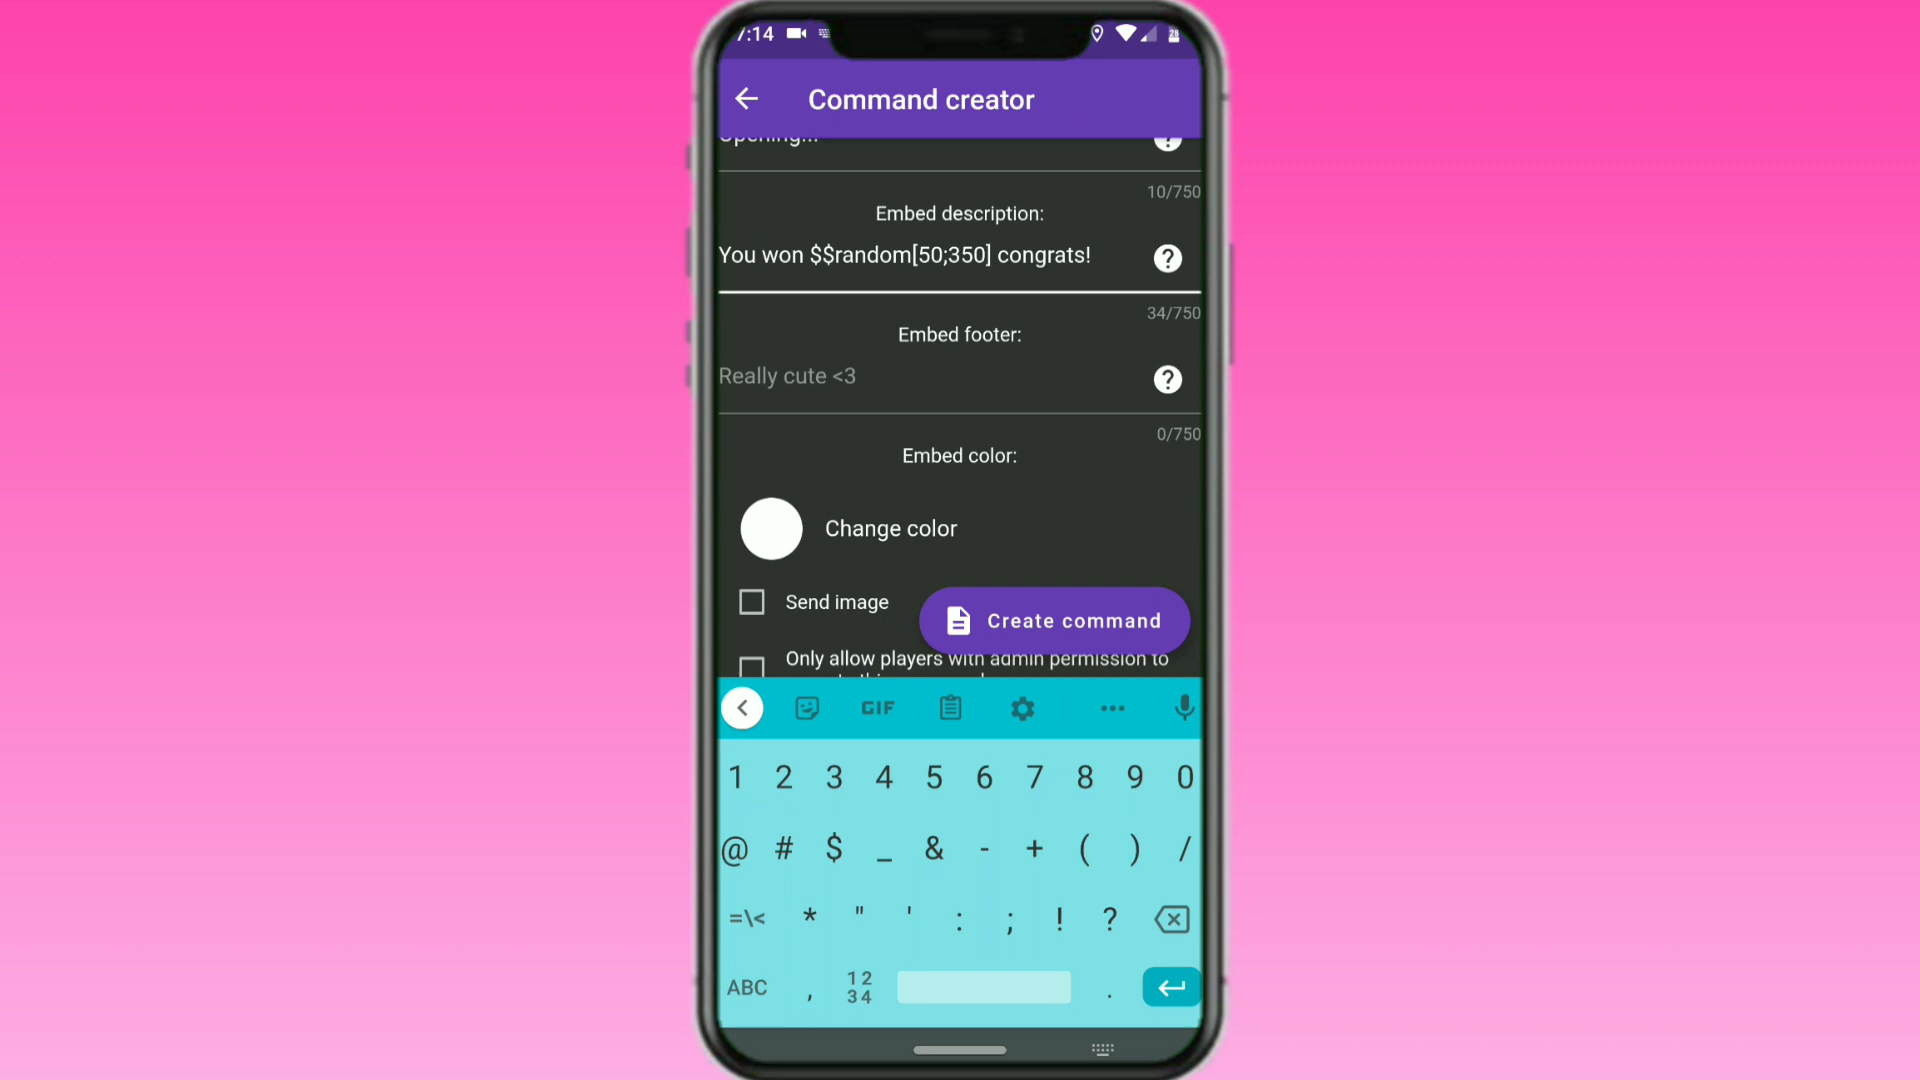 7:14
28
Command creator
Opening...
10/750
Embed description:
You won $$random[50;350] congrats!
34/750
Embed footer:
Really cute <3
0/750
Embed color:
Change color
Send image
Create command
Only allow players with admin permission to
GIF
1 2 3 4 5 6 7 8 9 0
@ # $ _ & - + ( ) /
=\< * " ' : ; ! ?
ABC , 12 34 .